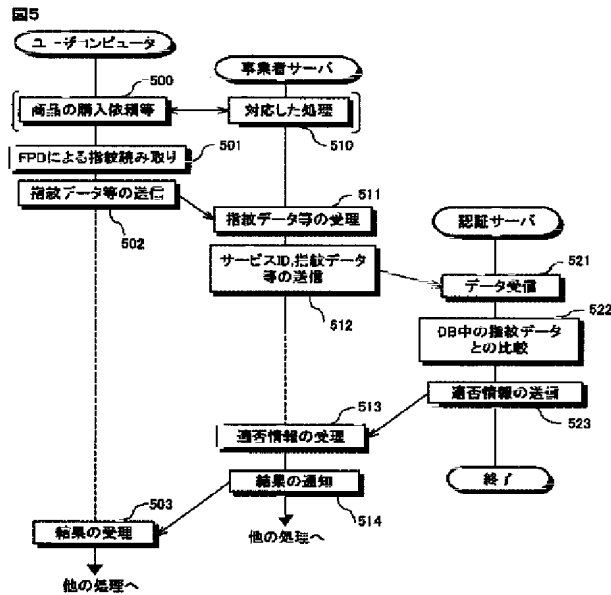 図5
ユーザコンピュータ
事業者サーバ
500
商品の購入依頼等
対応した処理
510
501
FPDによる指紋読み取り
指紋データ等の送信
502
511
指紋データ等の受理
認証サーバ
サービスID,指紋データ
等の送信
512
521
データ受信
522
DB中の指紋データ
との比較
適否情報の送信
523
513
適否情報の受理
結果の通知
514
終了
503
結果の受理
他の処理へ
他の処理へ